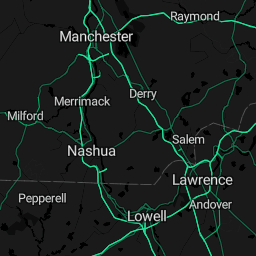 Raymond
Manchester
Derry
Merrimack
Milford
Salem
Nashua
Lawrence
Pepperell
Andover
Lowell